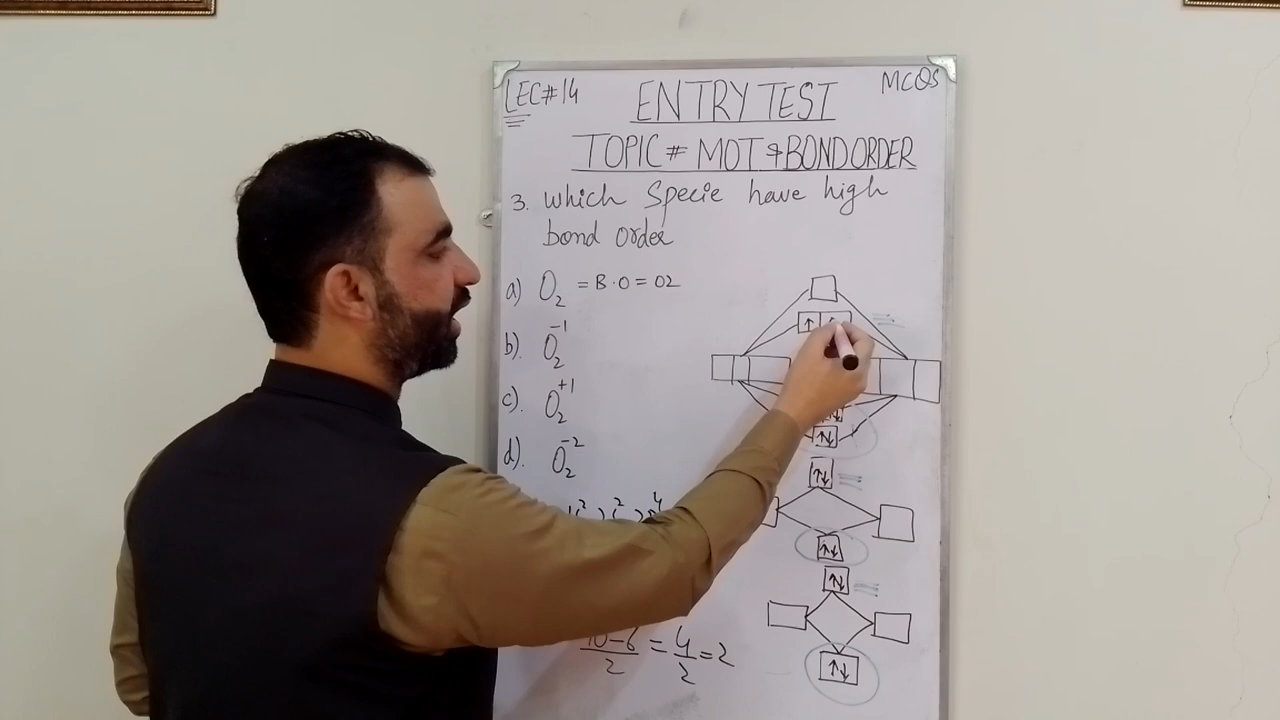 LEC#14
ENTRY TEST
MCQS
TOPIC # MOT & BOND ORDER
3. Which Specie have high
bond order
a) O₂ = B.O = 02
b). O₂⁻¹
c). O₂⁺¹
d). O₂⁻²
10-6/2 = 4/2 = 2